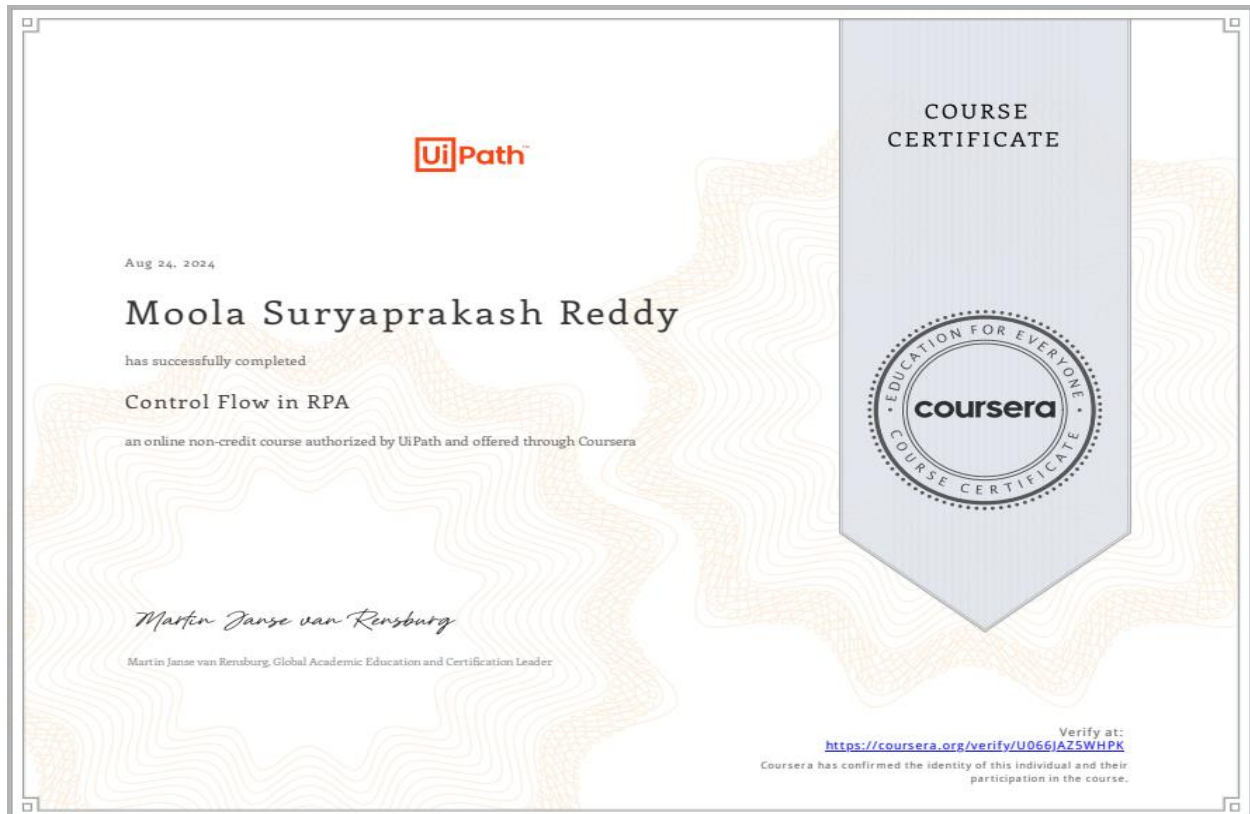 UiPath
COURSE
CERTIFICATE
Aug 24, 2024
Moola Suryaprakash Reddy
has successfully completed
Control Flow in RPA
an online non-credit course authorized by UiPath and offered through Coursera
EDUCATION FOR EVERYONE
coursera
COURSE CERTIFICATE
Martin Janse van Rensburg
Martin Janse van Rensburg, Global Academic Education and Certification Leader
Verify at:
https://coursera.org/verify/U066JAZ5WHPK
Coursera has confirmed the identity of this individual and their
participation in the course.